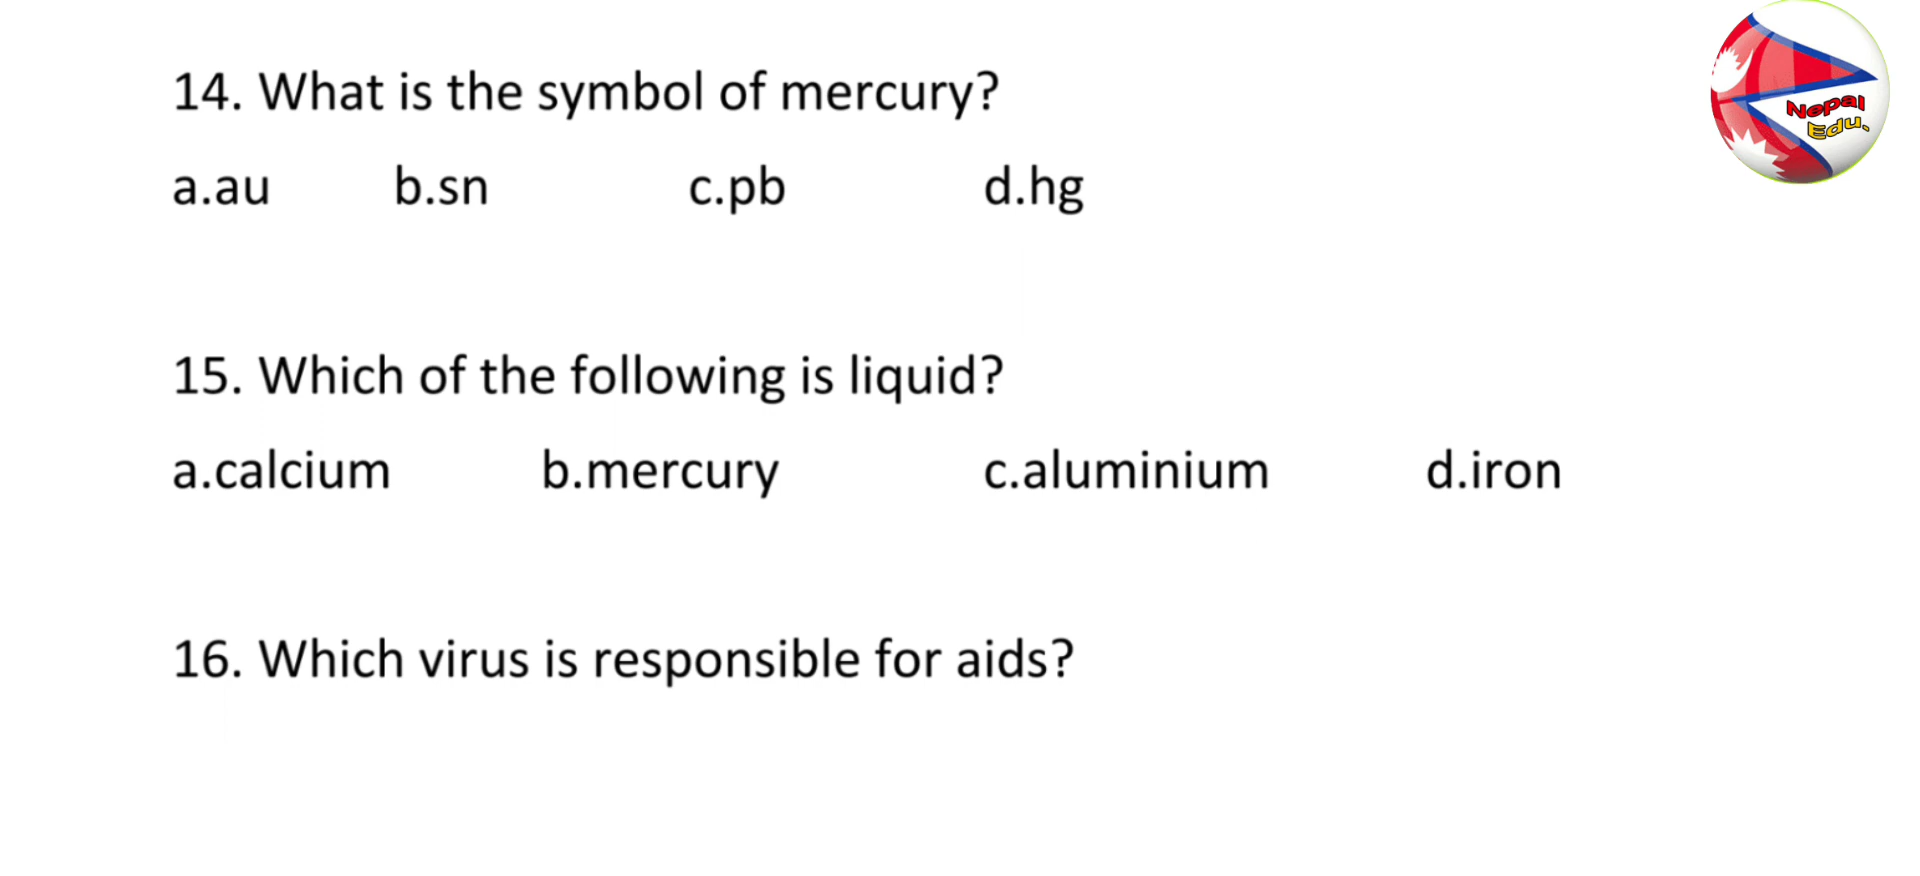 14. What is the symbol of mercury?
a.au b.sn c.pb d.hg
15. Which of the following is liquid?
a.calcium b.mercury c.aluminium d.iron
16. Which virus is responsible for aids?
Nepal
Edu.